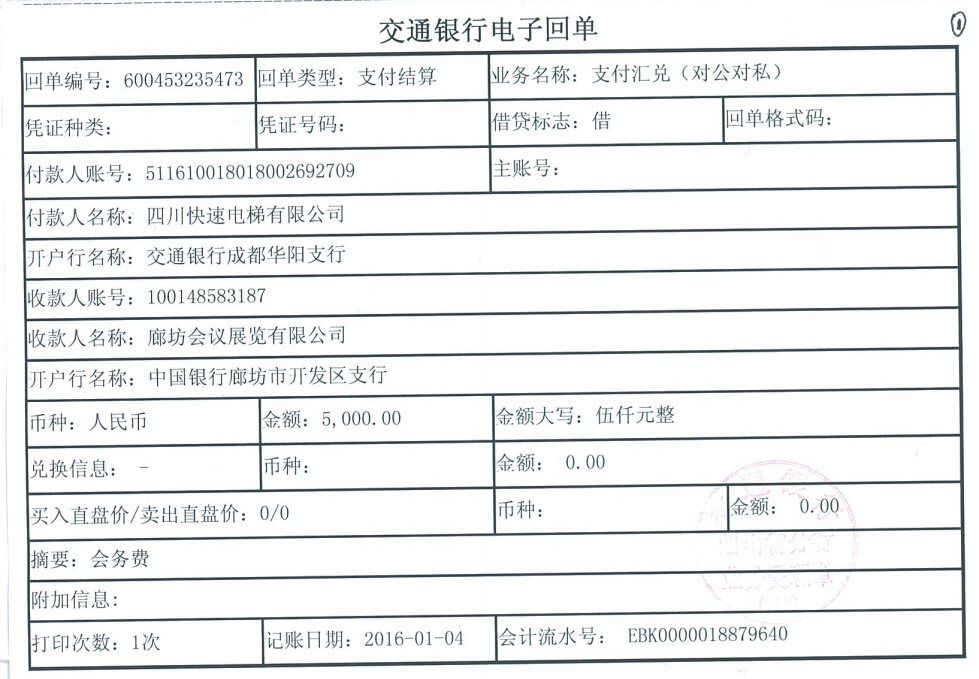 交通银行电子回单
①
回单编号：600453235473 回单类型：支付结算 业务名称：支付汇兑（对公对私）
凭证种类： 凭证号码： 借贷标志：借 回单格式码：
付款人账号：511610018018002692709 主账号：
付款人名称：四川快速电梯有限公司
开户行名称：交通银行成都华阳支行
收款人账号：100148583187
收款人名称：廊坊会议展览有限公司
开户行名称：中国银行廊坊市开发区支行
币种：人民币 金额：5,000.00 金额大写：伍仟元整
兑换信息： - 币种： 金额： 0.00
买入直盘价/卖出直盘价：0/0 币种： 金额： 0.00
摘要：会务费
附加信息：
打印次数：1次 记账日期：2016-01-04 会计流水号： EBK0000018879640
交通银行
四川省分行